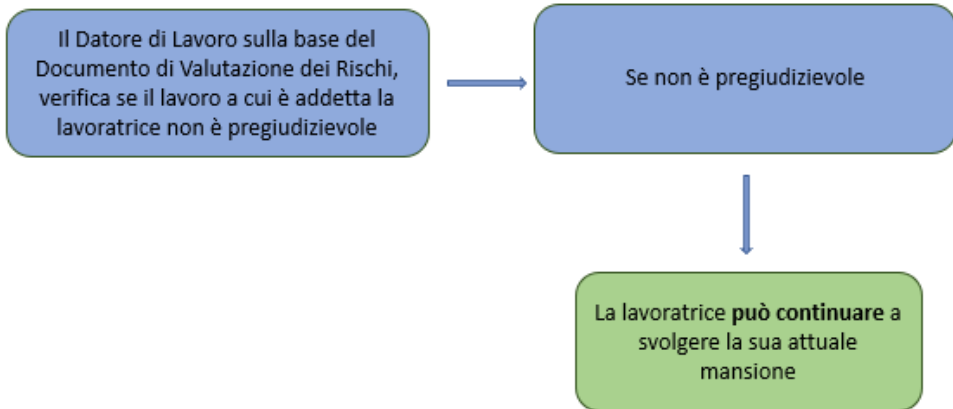 Il Datore di Lavoro sulla base del
Documento di Valutazione dei Rischi,
verifica se il lavoro a cui è addetta la
lavoratrice non è pregiudizievole
Se non è pregiudizievole
La lavoratrice può continuare a
svolgere la sua attuale
mansione